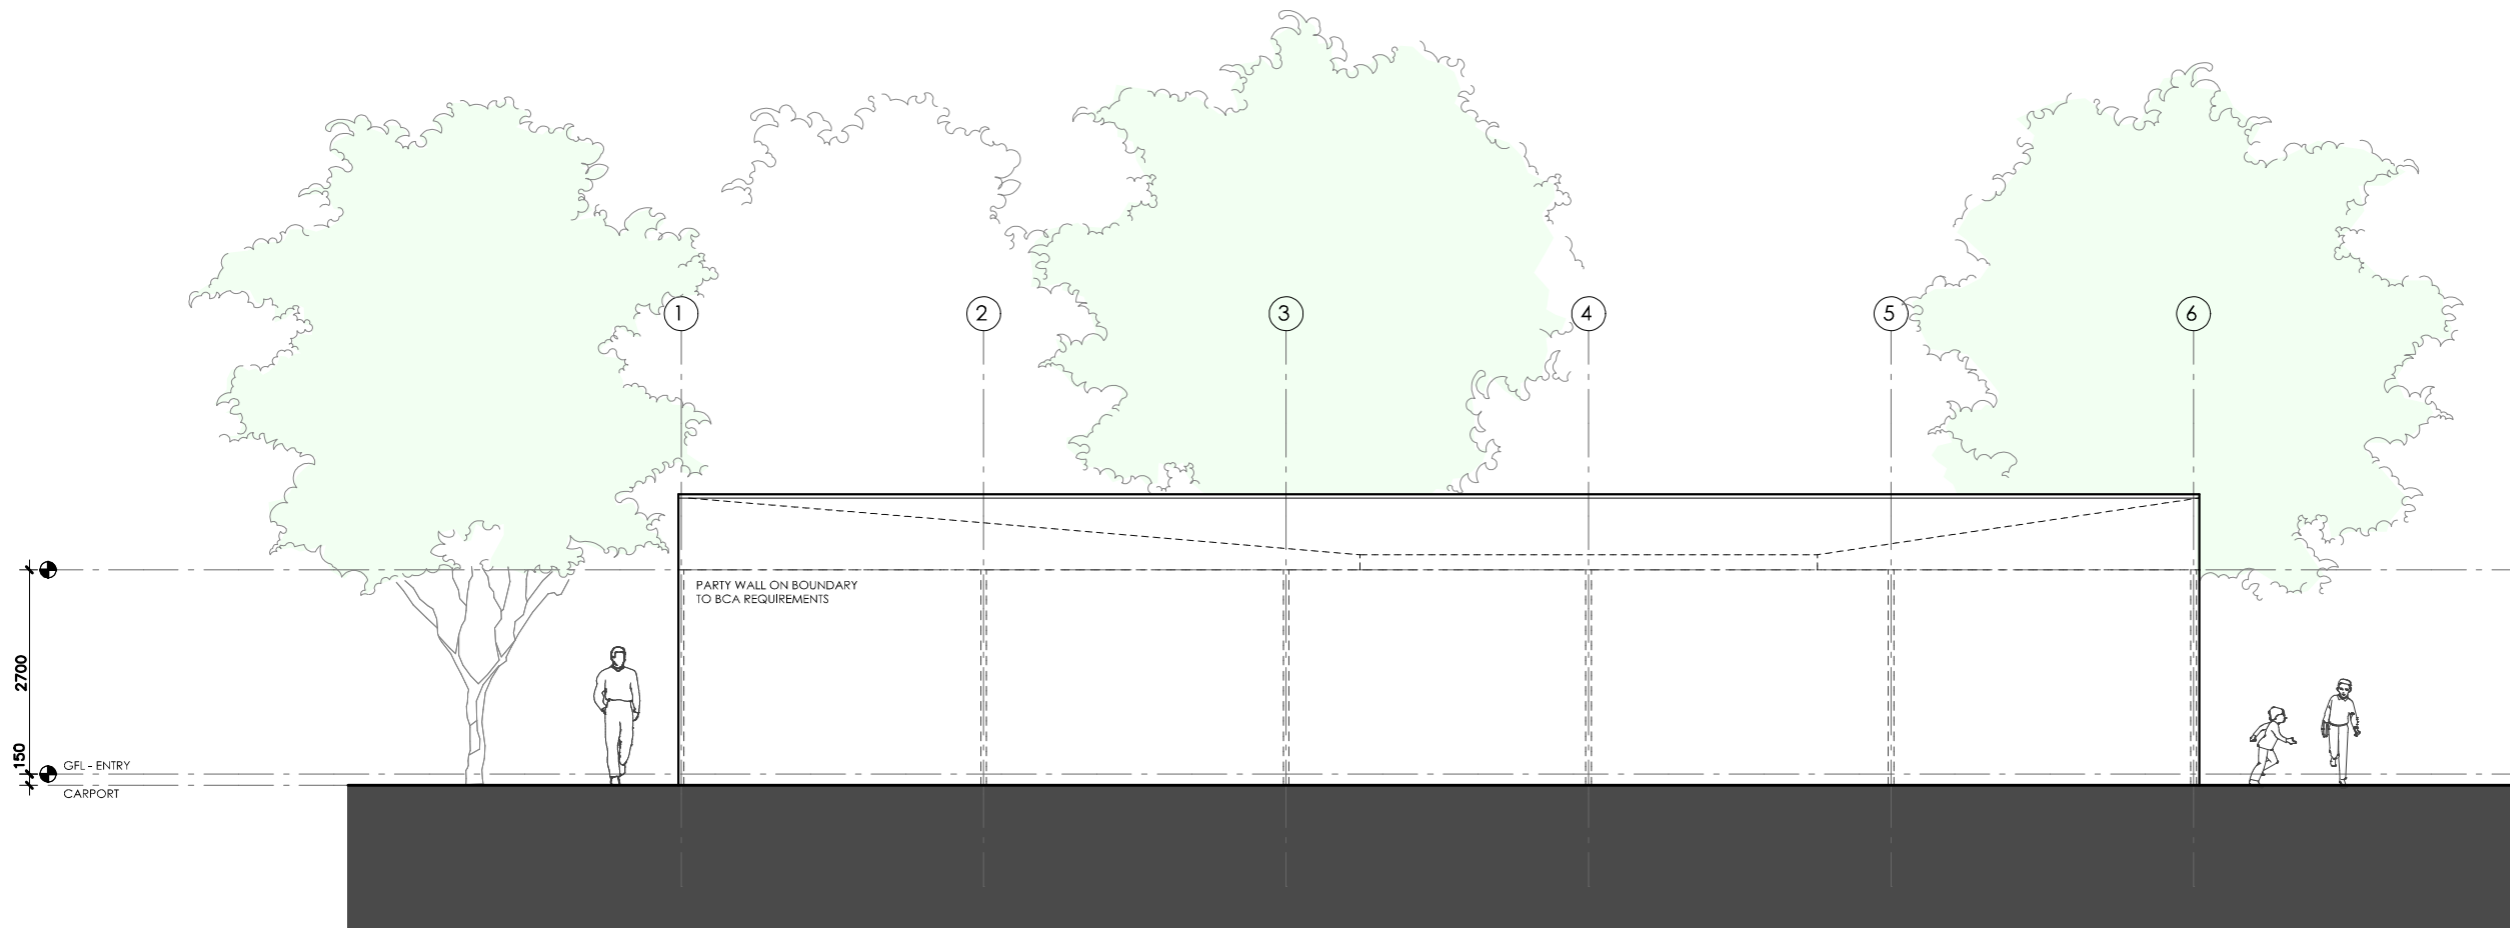 1
2
3
4
5
6
PARTY WALL ON BOUNDARY
TO BCA REQUIREMENTS
2700
150
GFL - ENTRY
CARPORT